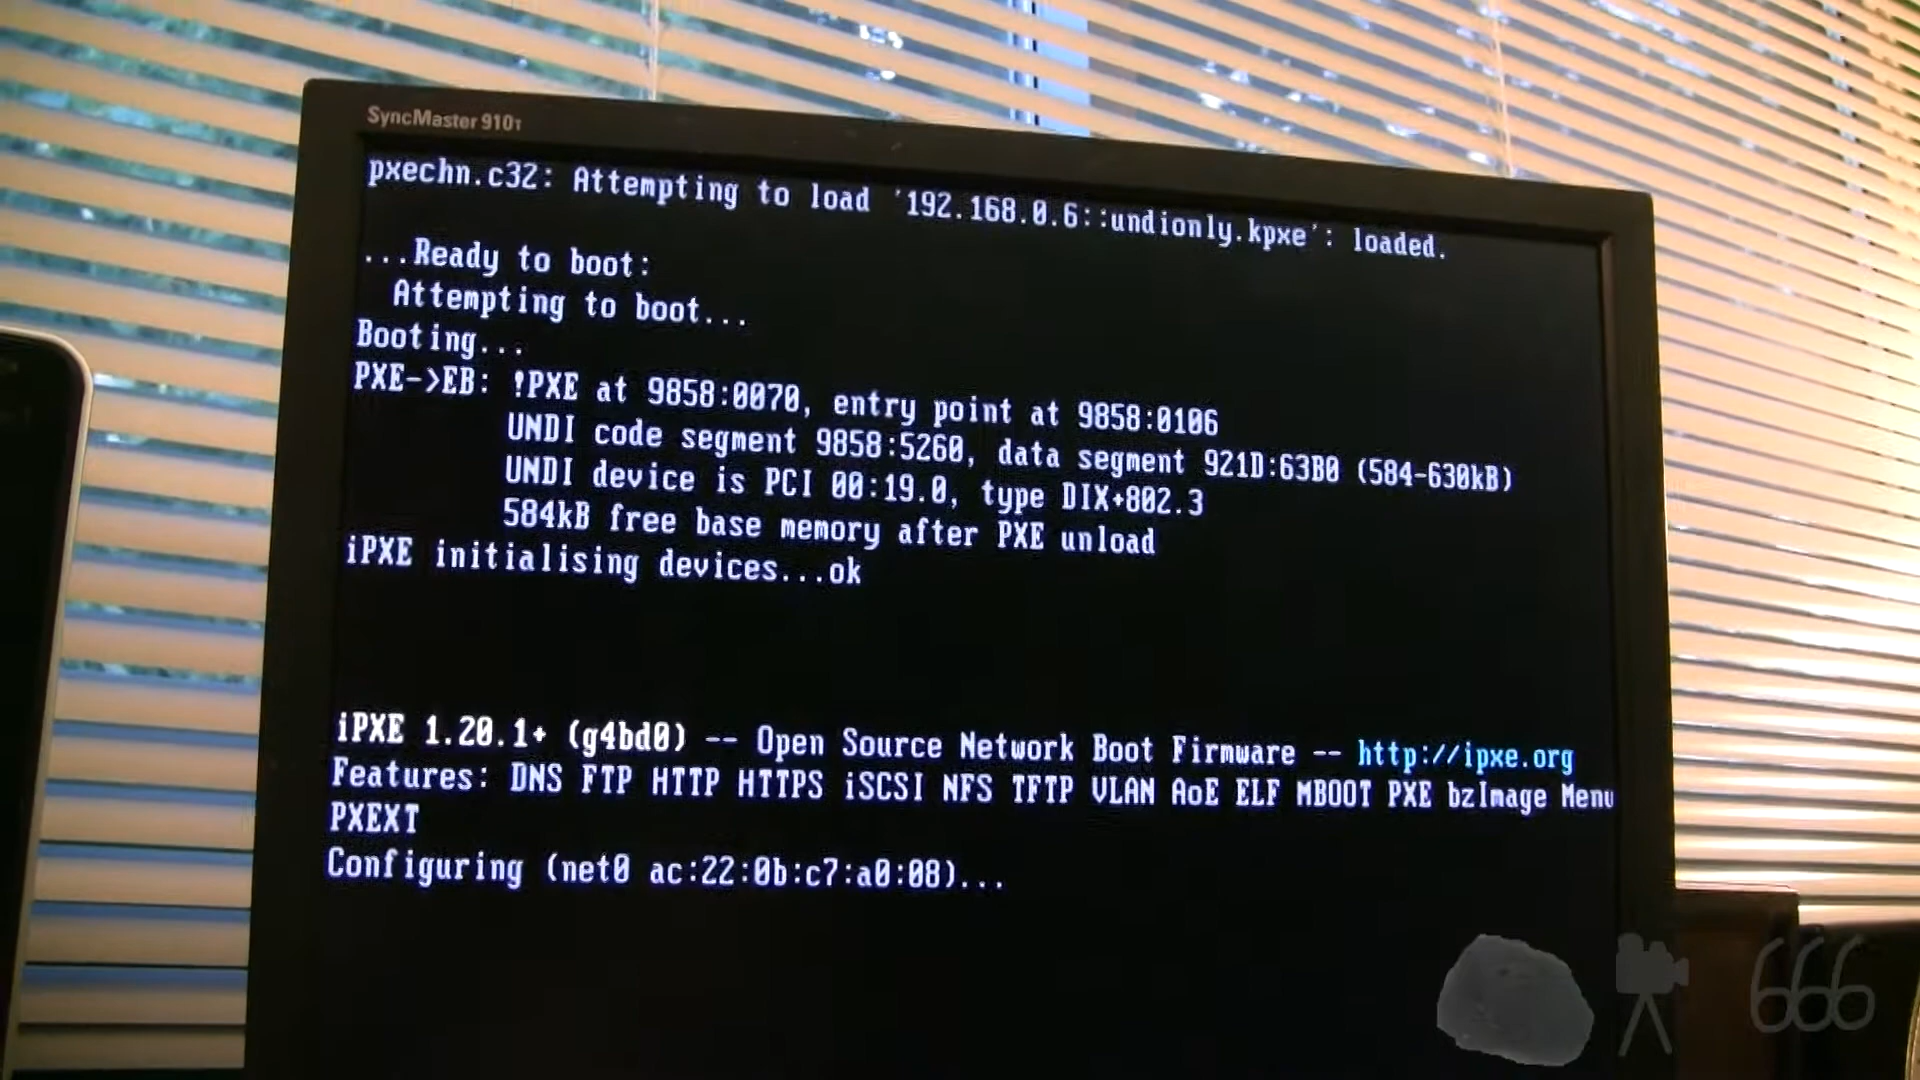 SyncMaster 910T
pxechn.c32: Attempting to load '192.168.0.6::undionly.kpxe': loaded.
...Ready to boot:
Attempting to boot...
Booting...
PXE->EB: !PXE at 9858:0070, entry point at 9858:0106
UNDI code segment 9858:5260, data segment 921D:63B0 (584-630kB)
UNDI device is PCI 00:19.0, type DIX+802.3
584kB free base memory after PXE unload
iPXE initialising devices...ok
iPXE 1.20.1+ (g4bd0) -- Open Source Network Boot Firmware -- http://ipxe.org
Features: DNS FTP HTTP HTTPS iSCSI NFS TFTP VLAN AoE ELF MBOOT PXE bzImage Menu
PXEXT
Configuring (net0 ac:22:0b:c7:a0:08)...
666